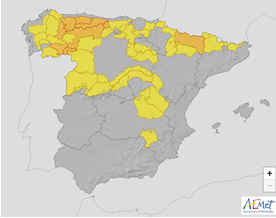 +
−
AEMet
Agencia Estatal de Meteorología